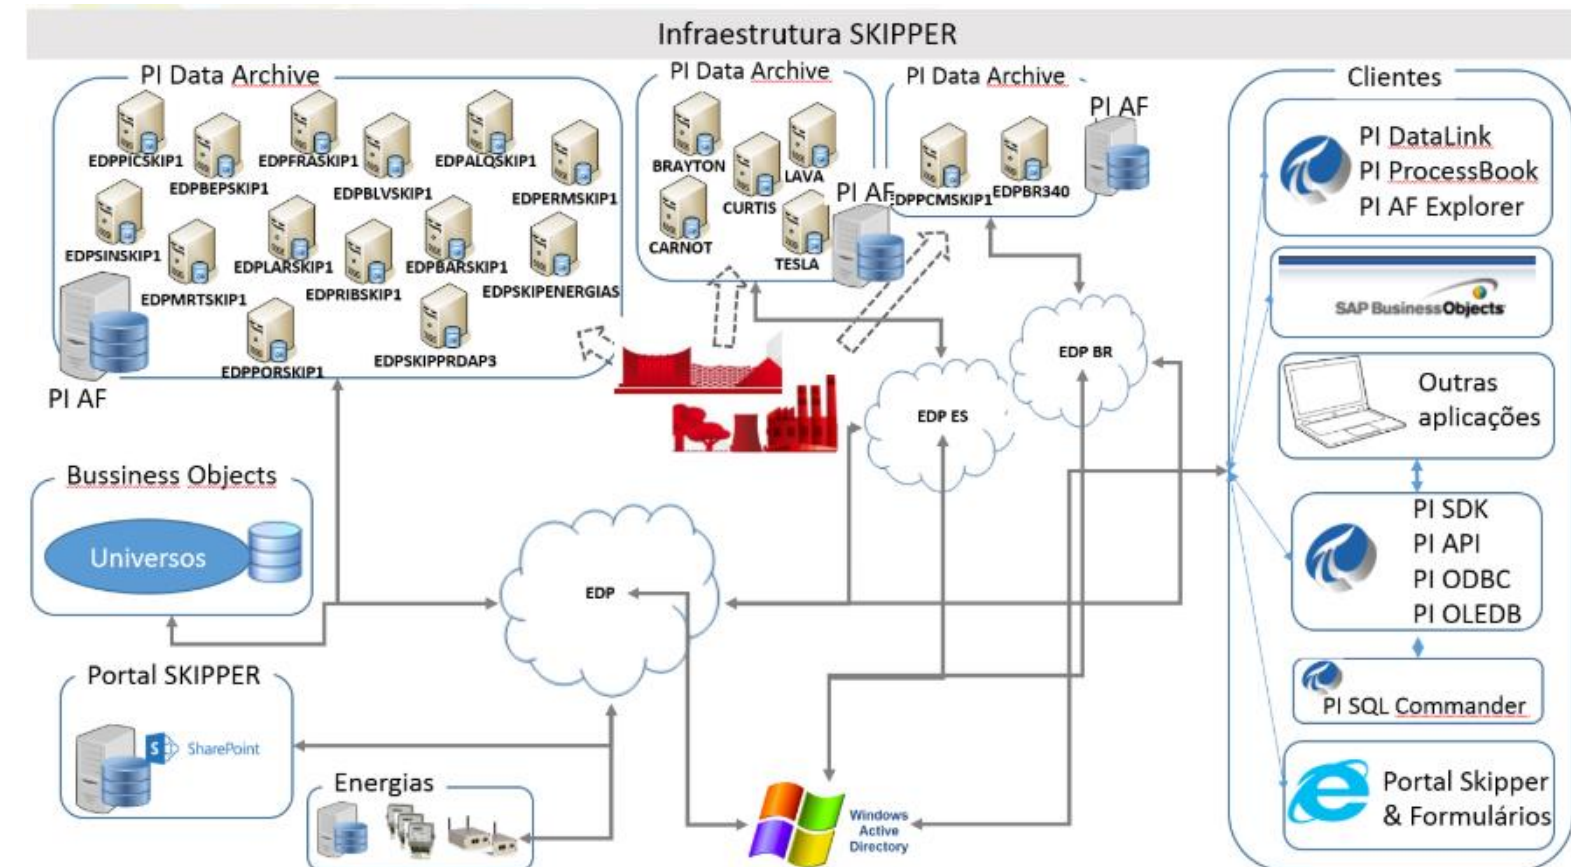 Infraestrutura SKIPPER
PI Data Archive
EDPPICSKIP1
EDPFRASKIP1
EDPALQSKIP1
EDPBEPSKIP1
EDPBLVSKIP1
EDPERMSKIP1
EDPSINSKIP1
EDPLARSKIP1
EDPBARSKIP1
EDPMRTSKIP1
EDPRIBSKIP1
EDPSKIPENERGIAS
EDPPORSKIP1
EDPSKIPPRDAP3
PI AF
PI Data Archive
BRAYTON
LAVA
CURTIS
CARNOT
TESLA
PI AF
PI Data Archive
PI AF
EDPPCMSKIP1
EDPBR340
EDP BR
EDP ES
EDP
Bussiness Objects
Universos
Portal SKIPPER
S
SharePoint
Energias
Windows
Active
Directory
Clientes
PI DataLink
PI ProcessBook
PI AF Explorer
SAP BusinessObjects
Outras
aplicações
PI SDK
PI API
PI ODBC
PI OLEDB
PI SQL Commander
Portal Skipper
& Formulários